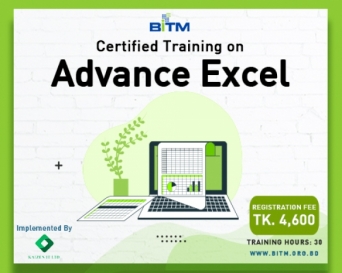 BITM
Certified Training on
Advance Excel
REGISTRATION FEE
TK. 4,600
Implemented By
TRAINING HOURS: 30
WWW.BITM.ORG.BD